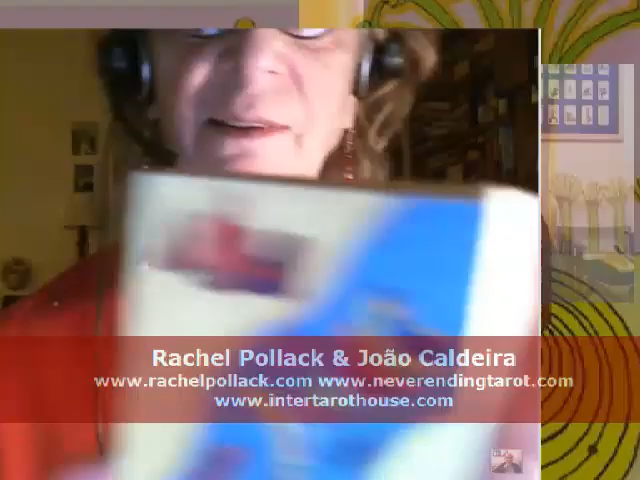 Rachel Pollack & João Caldeira
www.rachelpollack.com www.neverendingtarot.com
www.intertarothouse.com